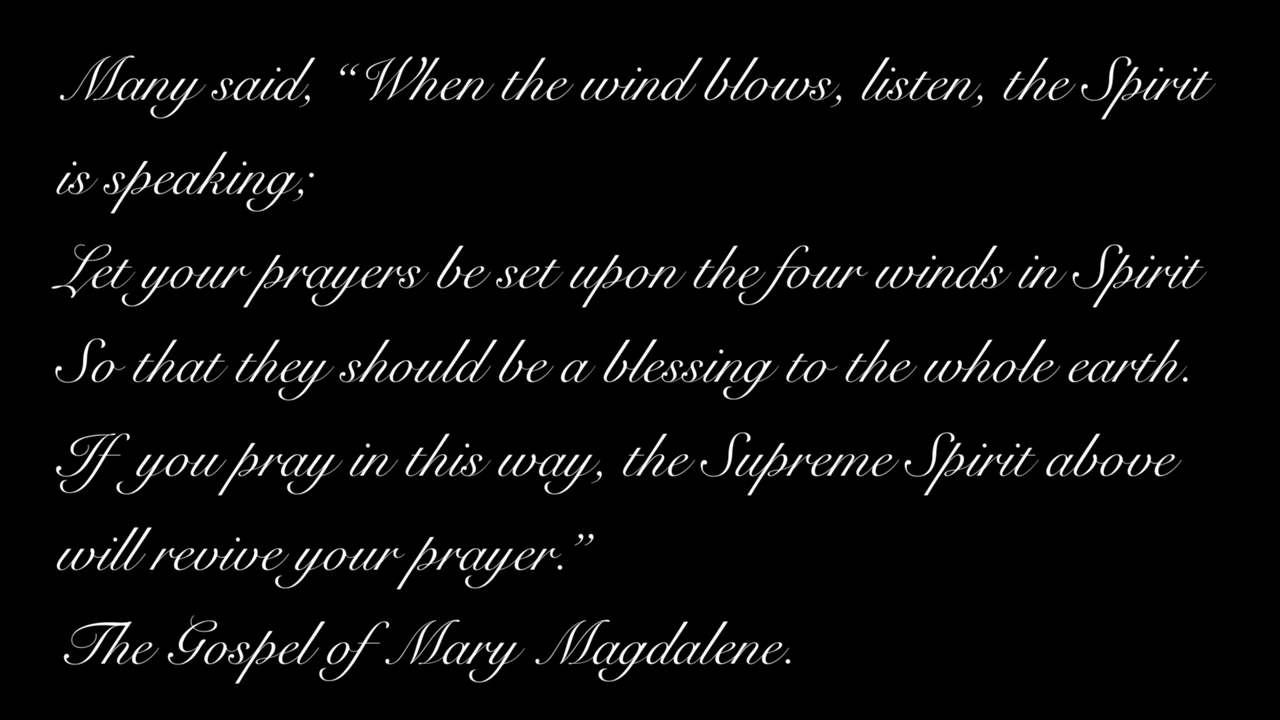 Many said, “When the wind blows, listen, the Spirit
is speaking;
Let your prayers be set upon the four winds in Spirit
So that they should be a blessing to the whole earth.
If you pray in this way, the Supreme Spirit above
will revive your prayer.”
The Gospel of Mary Magdalene.